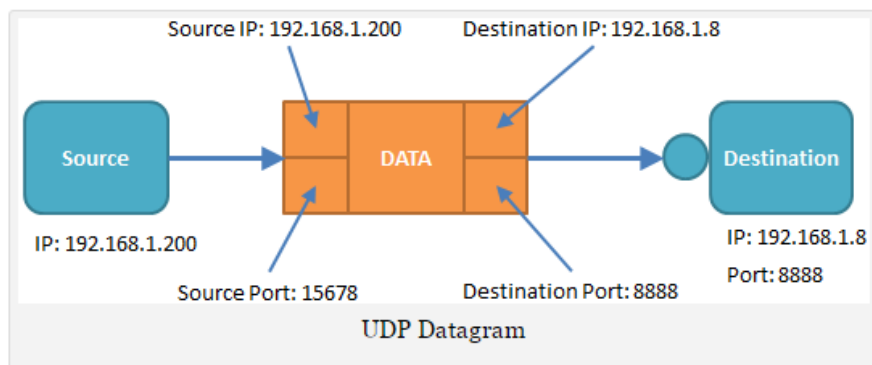 Source IP: 192.168.1.200
Destination IP: 192.168.1.8
Source
DATA
Destination
IP: 192.168.1.200
IP: 192.168.1.8
Port: 8888
Source Port: 15678
Destination Port: 8888
UDP Datagram